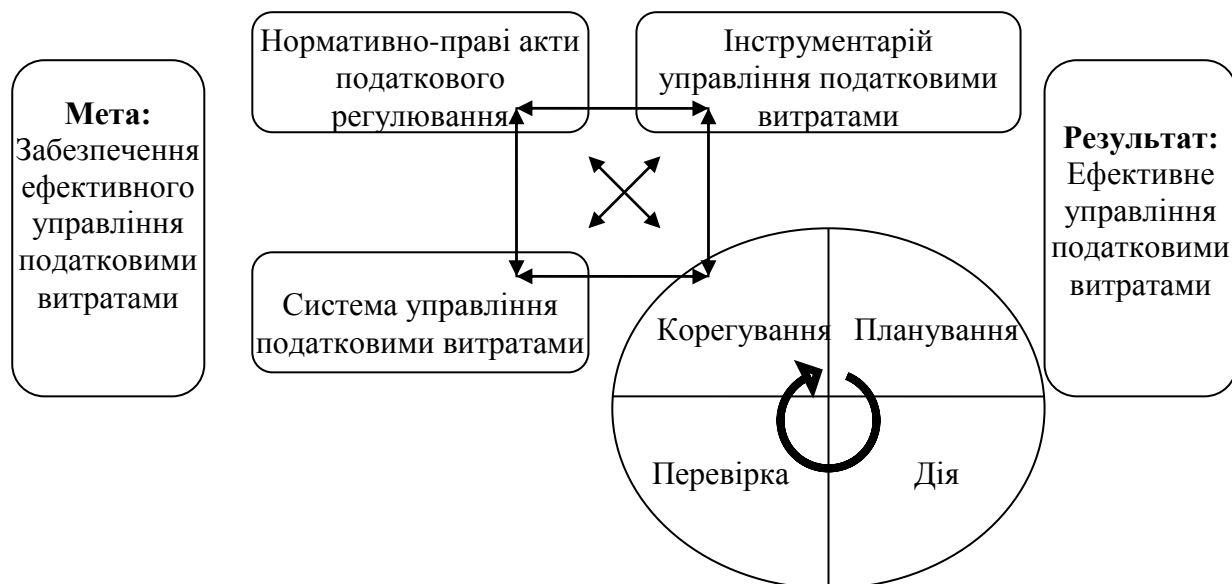 Мета:
Забезпечення
ефективного
управління
податковими
витратами
Нормативно-праві акти
податкового
регулювання
Інструментарій
управління податковими
витратами
Система управління
податковими витратами
Корегування
Планування
Перевірка
Дія
Результат:
Ефективне
управління
податковими
витратами